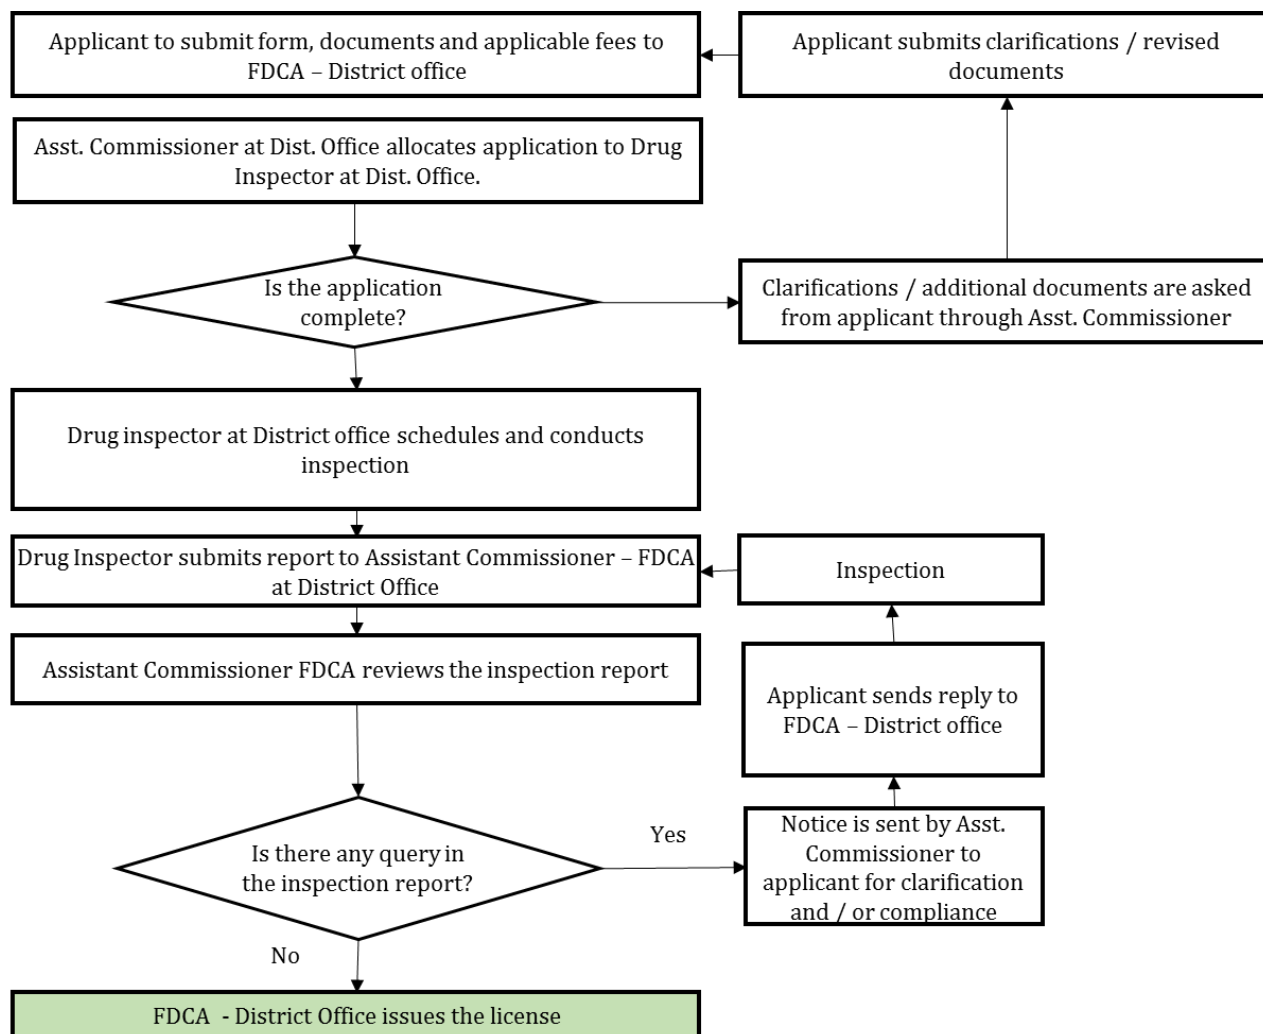 Applicant to submit form, documents and applicable fees to
FDCA – District office
Applicant submits clarifications / revised
documents
Asst. Commissioner at Dist. Office allocates application to Drug
Inspector at Dist. Office.
Is the application
complete?
Clarifications / additional documents are asked
from applicant through Asst. Commissioner
Drug inspector at District office schedules and conducts
inspection
Drug Inspector submits report to Assistant Commissioner – FDCA
at District Office
Inspection
Assistant Commissioner FDCA reviews the inspection report
Applicant sends reply to
FDCA – District office
Is there any query in
the inspection report?
Yes
Notice is sent by Asst.
Commissioner to
applicant for clarification
and / or compliance
No
FDCA - District Office issues the license